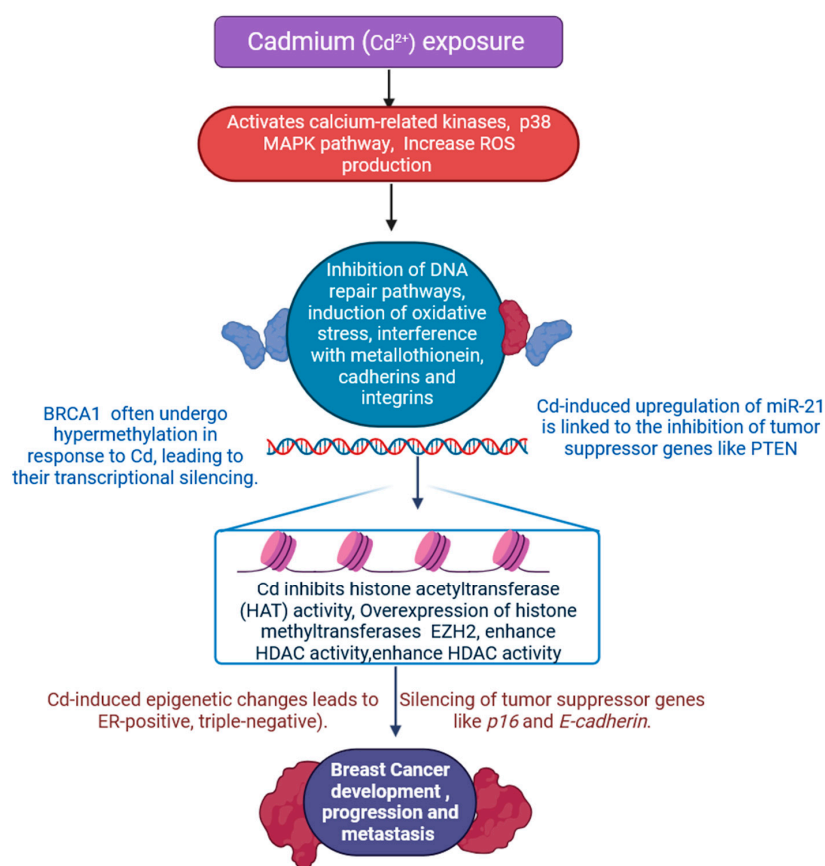 Cadmium (Cd²⁺) exposure
Activates calcium-related kinases, p38
MAPK pathway, Increase ROS
production
Inhibition of DNA
repair pathways,
induction of oxidative
stress, interference
with metallothionein,
cadherins and
integrins
BRCA1 often undergo
hypermethylation in
response to Cd, leading to
their transcriptional silencing.
Cd-induced upregulation of miR-21
is linked to the inhibition of tumor
suppressor genes like PTEN
Cd inhibits histone acetyltransferase
(HAT) activity, Overexpression of histone
methyltransferases EZH2, enhance
HDAC activity,enhance HDAC activity
Cd-induced epigenetic changes leads to
ER-positive, triple-negative).
Silencing of tumor suppressor genes
like p16 and E-cadherin.
Breast Cancer
development ,
progression and
metastasis